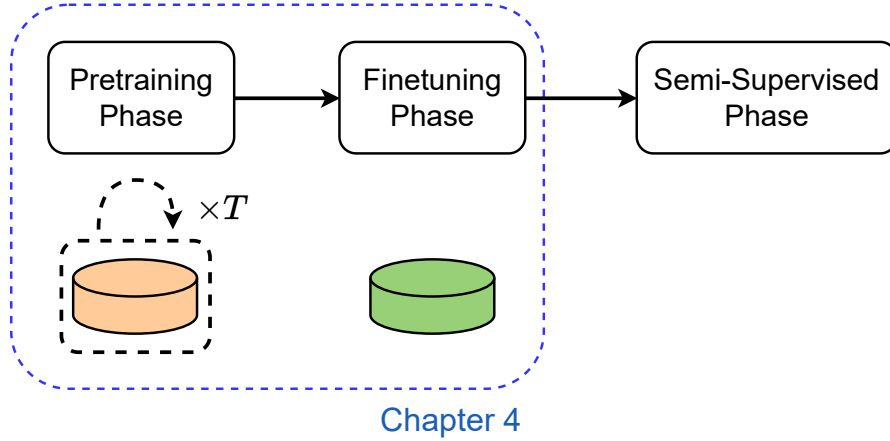 Pretraining
Phase
Finetuning
Phase
Semi-Supervised
Phase
×T
Chapter 4